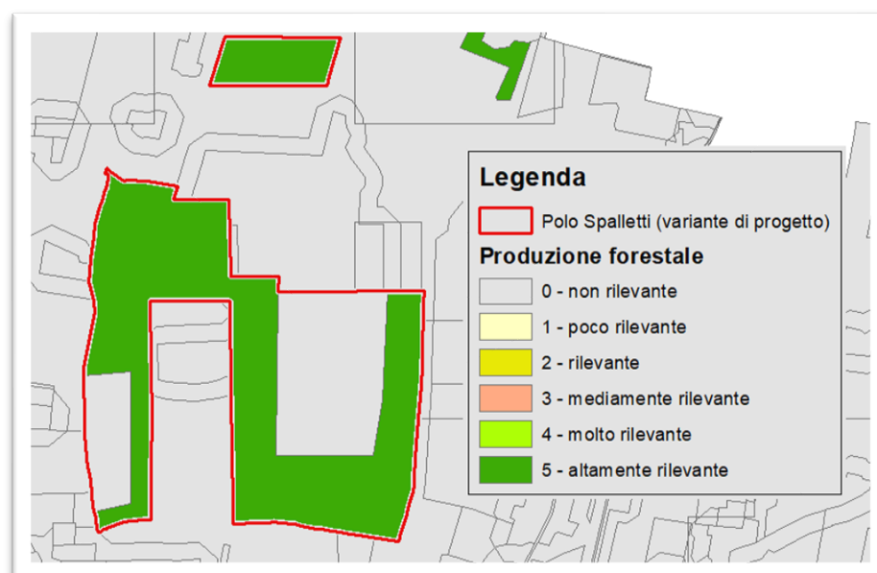 Legenda
Polo Spalletti (variante di progetto)
Produzione forestale
0 - non rilevante
1 - poco rilevante
2 - rilevante
3 - mediamente rilevante
4 - molto rilevante
5 - altamente rilevante